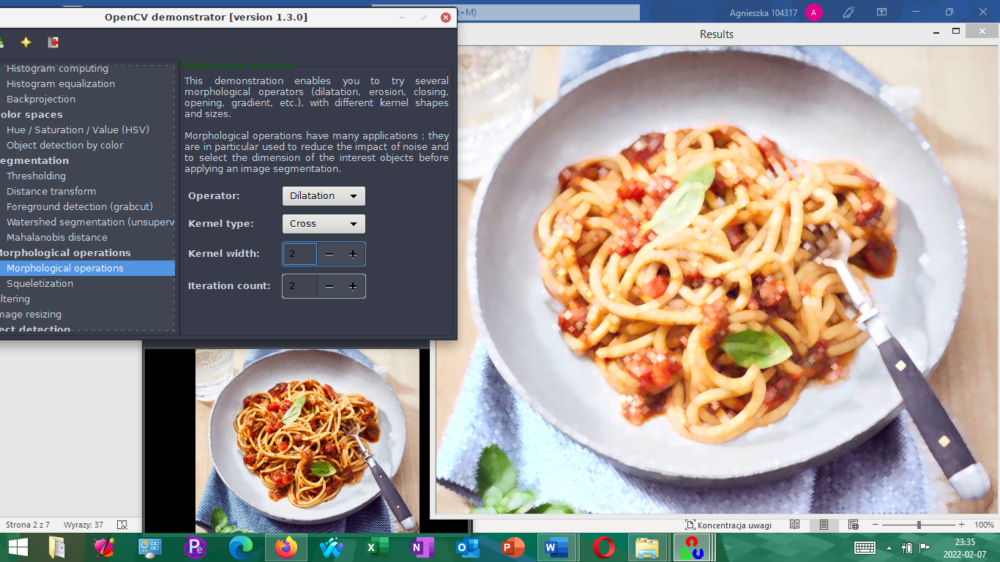 OpenCV demonstrator [version 1.3.0]
t+M)
Agnieszka 104317
A
Results
Histogram computing
Histogram equalization
Backprojection
olor spaces
Hue / Saturation / Value (HSV)
Object detection by color
egmentation
Thresholding
Distance transform
Foreground detection (grabcut)
Watershed segmentation (unsuperv
Mahalanobis distance
Morphological operations
Morphological operations
Squeletization
ltering
mage resizing
ect detection
Morphological operations
This demonstration enables you to try several
morphological operators (dilatation, erosion, closing,
opening, gradient, etc.), with different kernel shapes
and sizes.
Morphological operations have many applications ; they
are in particular used to reduce the impact of noise and
to select the dimension of the interest objects before
applying an image segmentation.
Operator: Dilatation
Kernel type: Cross
Kernel width: 2
Iteration count: 2
Strona 2 z 7 Wyrazy: 37
Koncentracja uwagi
100%
23:35
2022-02-07